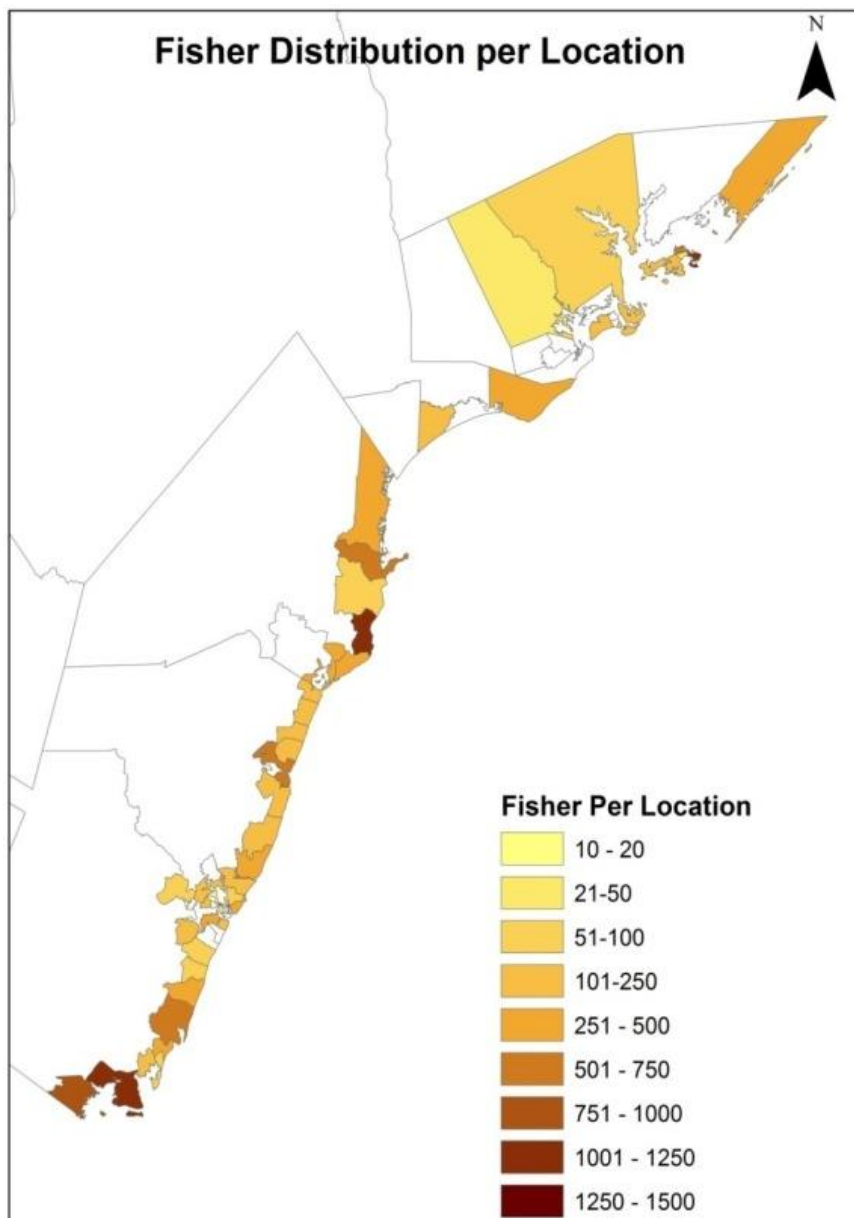 Fisher Distribution per Location
N
Fisher Per Location
10 - 20
21-50
51-100
101-250
251 - 500
501 - 750
751 - 1000
1001 - 1250
1250 - 1500